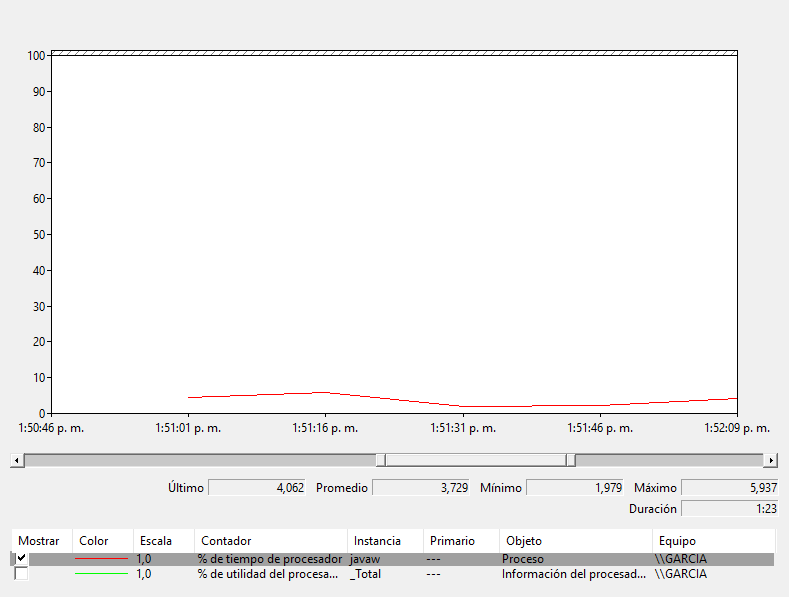 100
90
80
70
60
50
40
30
20
10
0
1:50:46 p. m. 1:51:01 p. m. 1:51:16 p. m. 1:51:31 p. m. 1:51:46 p. m. 1:52:09 p. m.
Último 4,062 Promedio 3,729 Mínimo 1,979 Máximo 5,937
Duración 1:23
Mostrar Color Escala Contador Instancia Primario Objeto Equipo
1,0 % de tiempo de procesador javaw --- Proceso \\GARCIA
1,0 % de utilidad del procesa... _Total --- Información del procesad... \\GARCIA